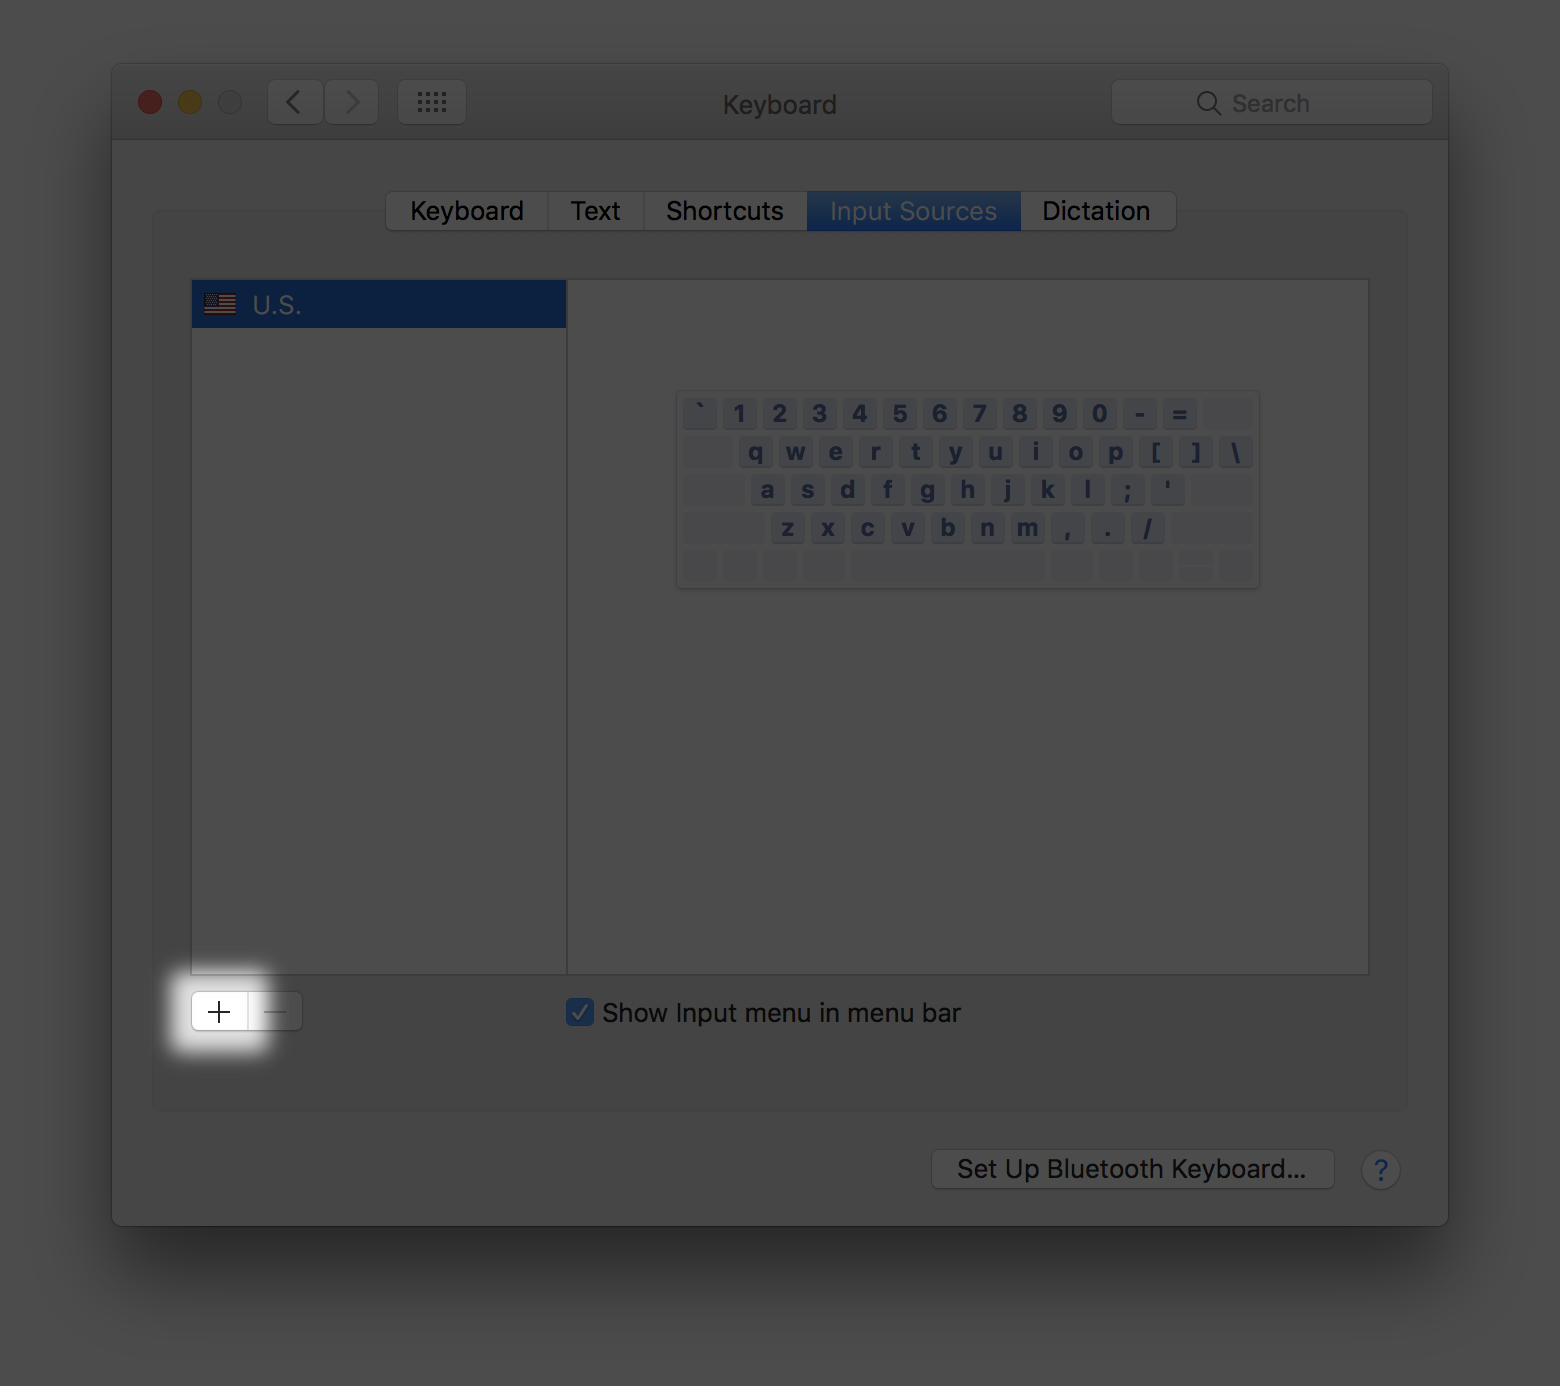 Keyboard
Search
Keyboard Text Shortcuts Input Sources Dictation
U.S.
` 1 2 3 4 5 6 7 8 9 0 - =
q w e r t y u i o p [ ] \
a s d f g h j k l ; '
z x c v b n m , . /
+ −
Show Input menu in menu bar
Set Up Bluetooth Keyboard... ?